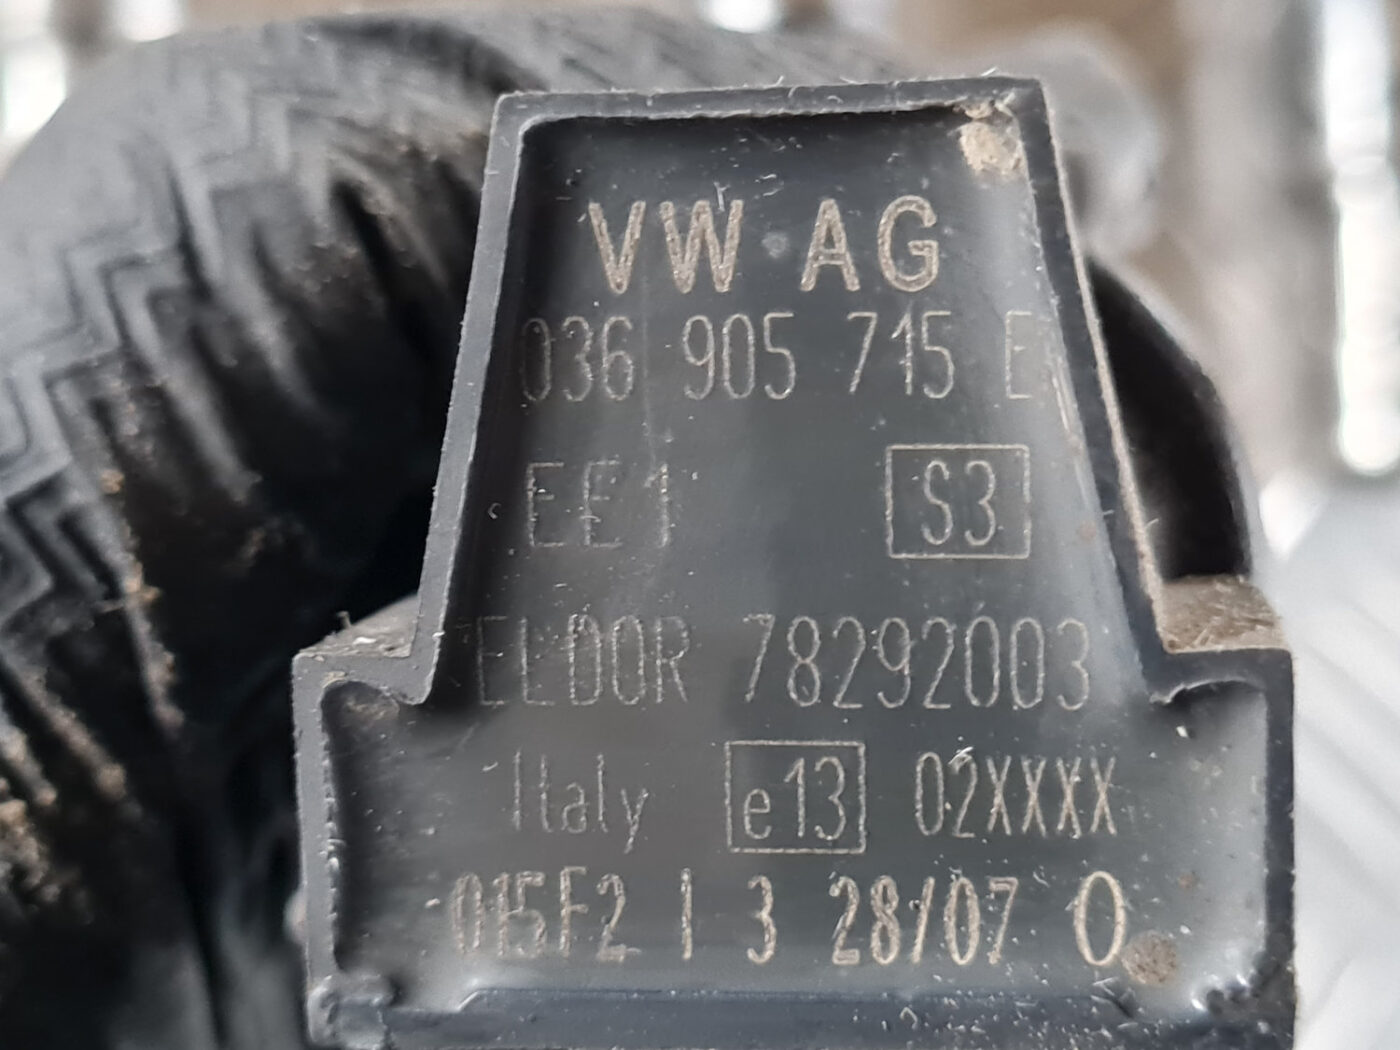 VW AG
036 905 715 E
EE1 S3
ELDOR 78292003
Italy e13 02XXXX
015F2 I 3 28/07 O